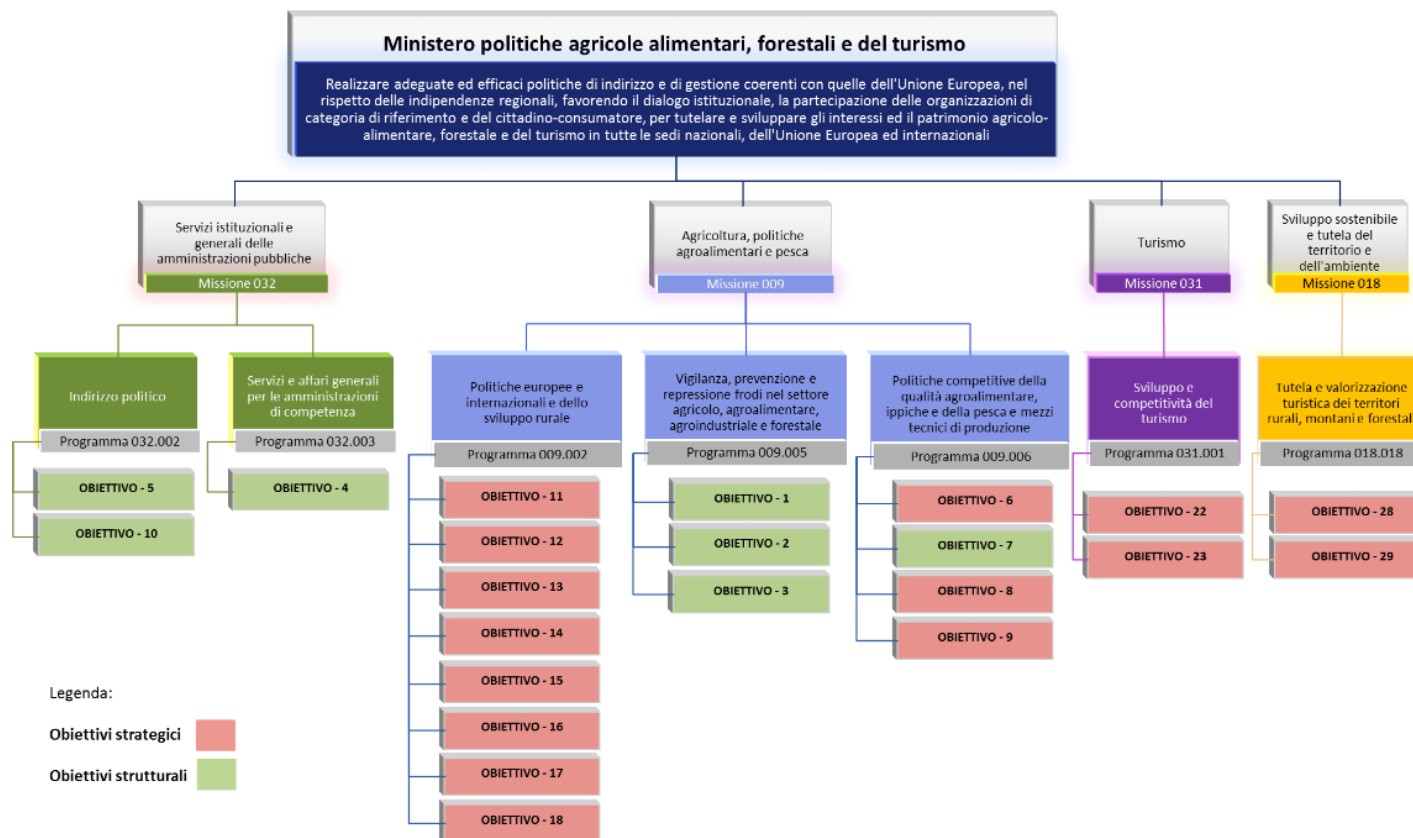 Ministero politiche agricole alimentari, forestali e del turismo
Realizzare adeguate ed efficaci politiche di indirizzo e di gestione coerenti con quelle dell'Unione Europea, nel
rispetto delle indipendenze regionali, favorendo il dialogo istituzionale, la partecipazione delle organizzazioni di
categoria di riferimento e del cittadino-consumatore, per tutelare e sviluppare gli interessi ed il patrimonio agricolo-
alimentare, forestale e del turismo in tutte le sedi nazionali, dell'Unione Europea ed internazionali
Servizi istituzionali e
generali delle
amministrazioni pubbliche
Missione 032
Agricoltura, politiche
agroalimentari e pesca
Missione 009
Turismo
Missione 031
Sviluppo sostenibile
e tutela del
territorio e
dell'ambiente
Missione 018
Indirizzo politico
Programma 032.002
OBIETTIVO - 5
OBIETTIVO - 10
Servizi e affari generali
per le amministrazioni
di competenza
Programma 032.003
OBIETTIVO - 4
Politiche europee e
internazionali e dello
sviluppo rurale
Programma 009.002
OBIETTIVO - 11
OBIETTIVO - 12
OBIETTIVO - 13
OBIETTIVO - 14
OBIETTIVO - 15
OBIETTIVO - 16
OBIETTIVO - 17
OBIETTIVO - 18
Vigilanza, prevenzione e
repressione frodi nel settore
agricolo, agroalimentare,
agroindustriale e forestale
Programma 009.005
OBIETTIVO - 1
OBIETTIVO - 2
OBIETTIVO - 3
Politiche competitive della
qualità agroalimentare,
ippiche e della pesca e mezzi
tecnici di produzione
Programma 009.006
OBIETTIVO - 6
OBIETTIVO - 7
OBIETTIVO - 8
OBIETTIVO - 9
Sviluppo e
competitività del
turismo
Programma 031.001
OBIETTIVO - 22
OBIETTIVO - 23
Tutela e valorizzazione
turistica dei territori
rurali, montani e forestal
Programma 018.018
OBIETTIVO - 28
OBIETTIVO - 29
Legenda:
Obiettivi strategici
Obiettivi strutturali